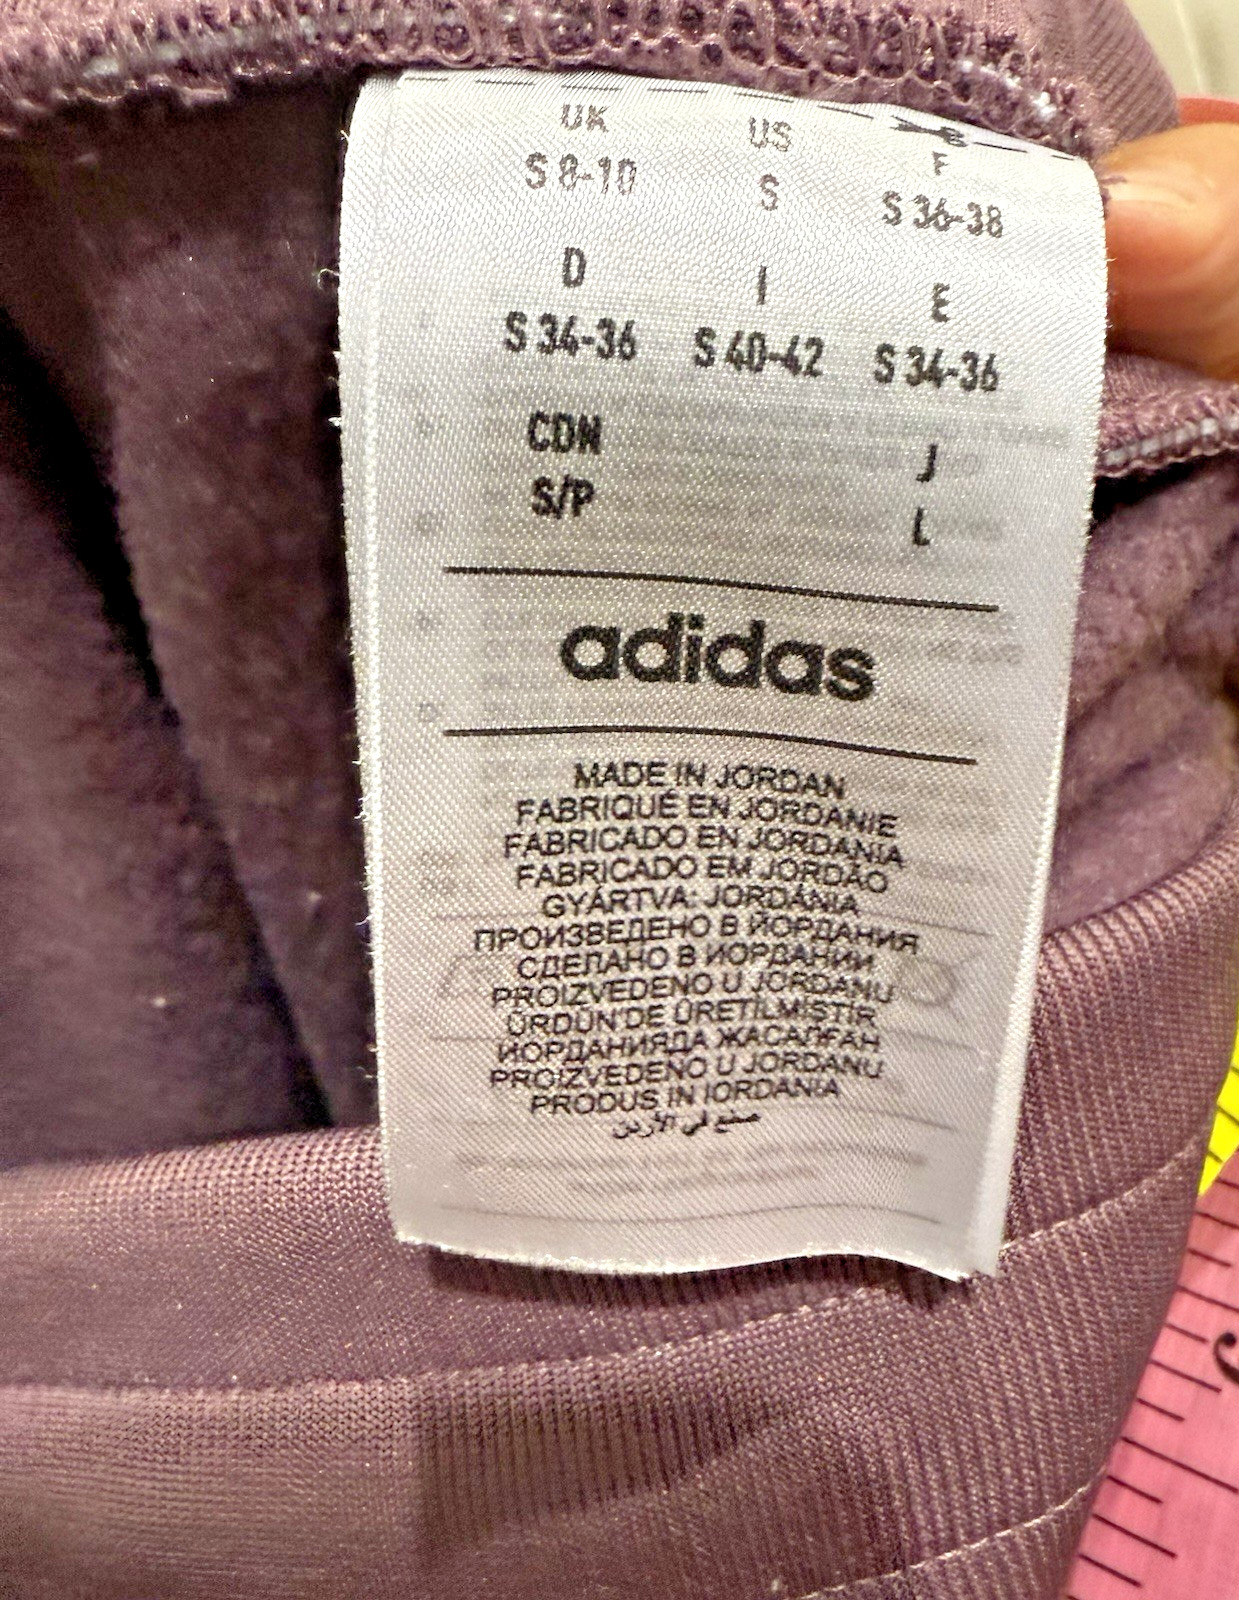 UK US F
S 8-10 S S 36-38
D I E
S 34-36 S 40-42 S 34-36
CDN J
S/P L
adidas
MADE IN JORDAN
FABRIQUÉ EN JORDANIE
FABRICADO EN JORDANIA
FABRICADO EM JORDÃO
GYÁRTVA: JORDÁNIA
ПРОИЗВЕДЕНО В ЙОРДАНИЯ
СДЕЛАНО В ИОРДАНИИ
PROIZVEDENO U JORDANU
ÜRDÜN'DE ÜRETİLMİŞTİR
ИОРДАНИЯДА ЖАСАЛҒАН
PROIZVEDENO U JORDANU
PRODUS IN IORDANIA
صنع في الأردن